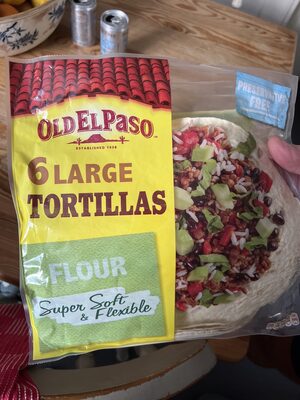 PRESERVATIVE
FREE
OLD EL PASO
ESTABLISHED 1938
6 LARGE
TORTILLAS
FLOUR
Super Soft
& Flexible